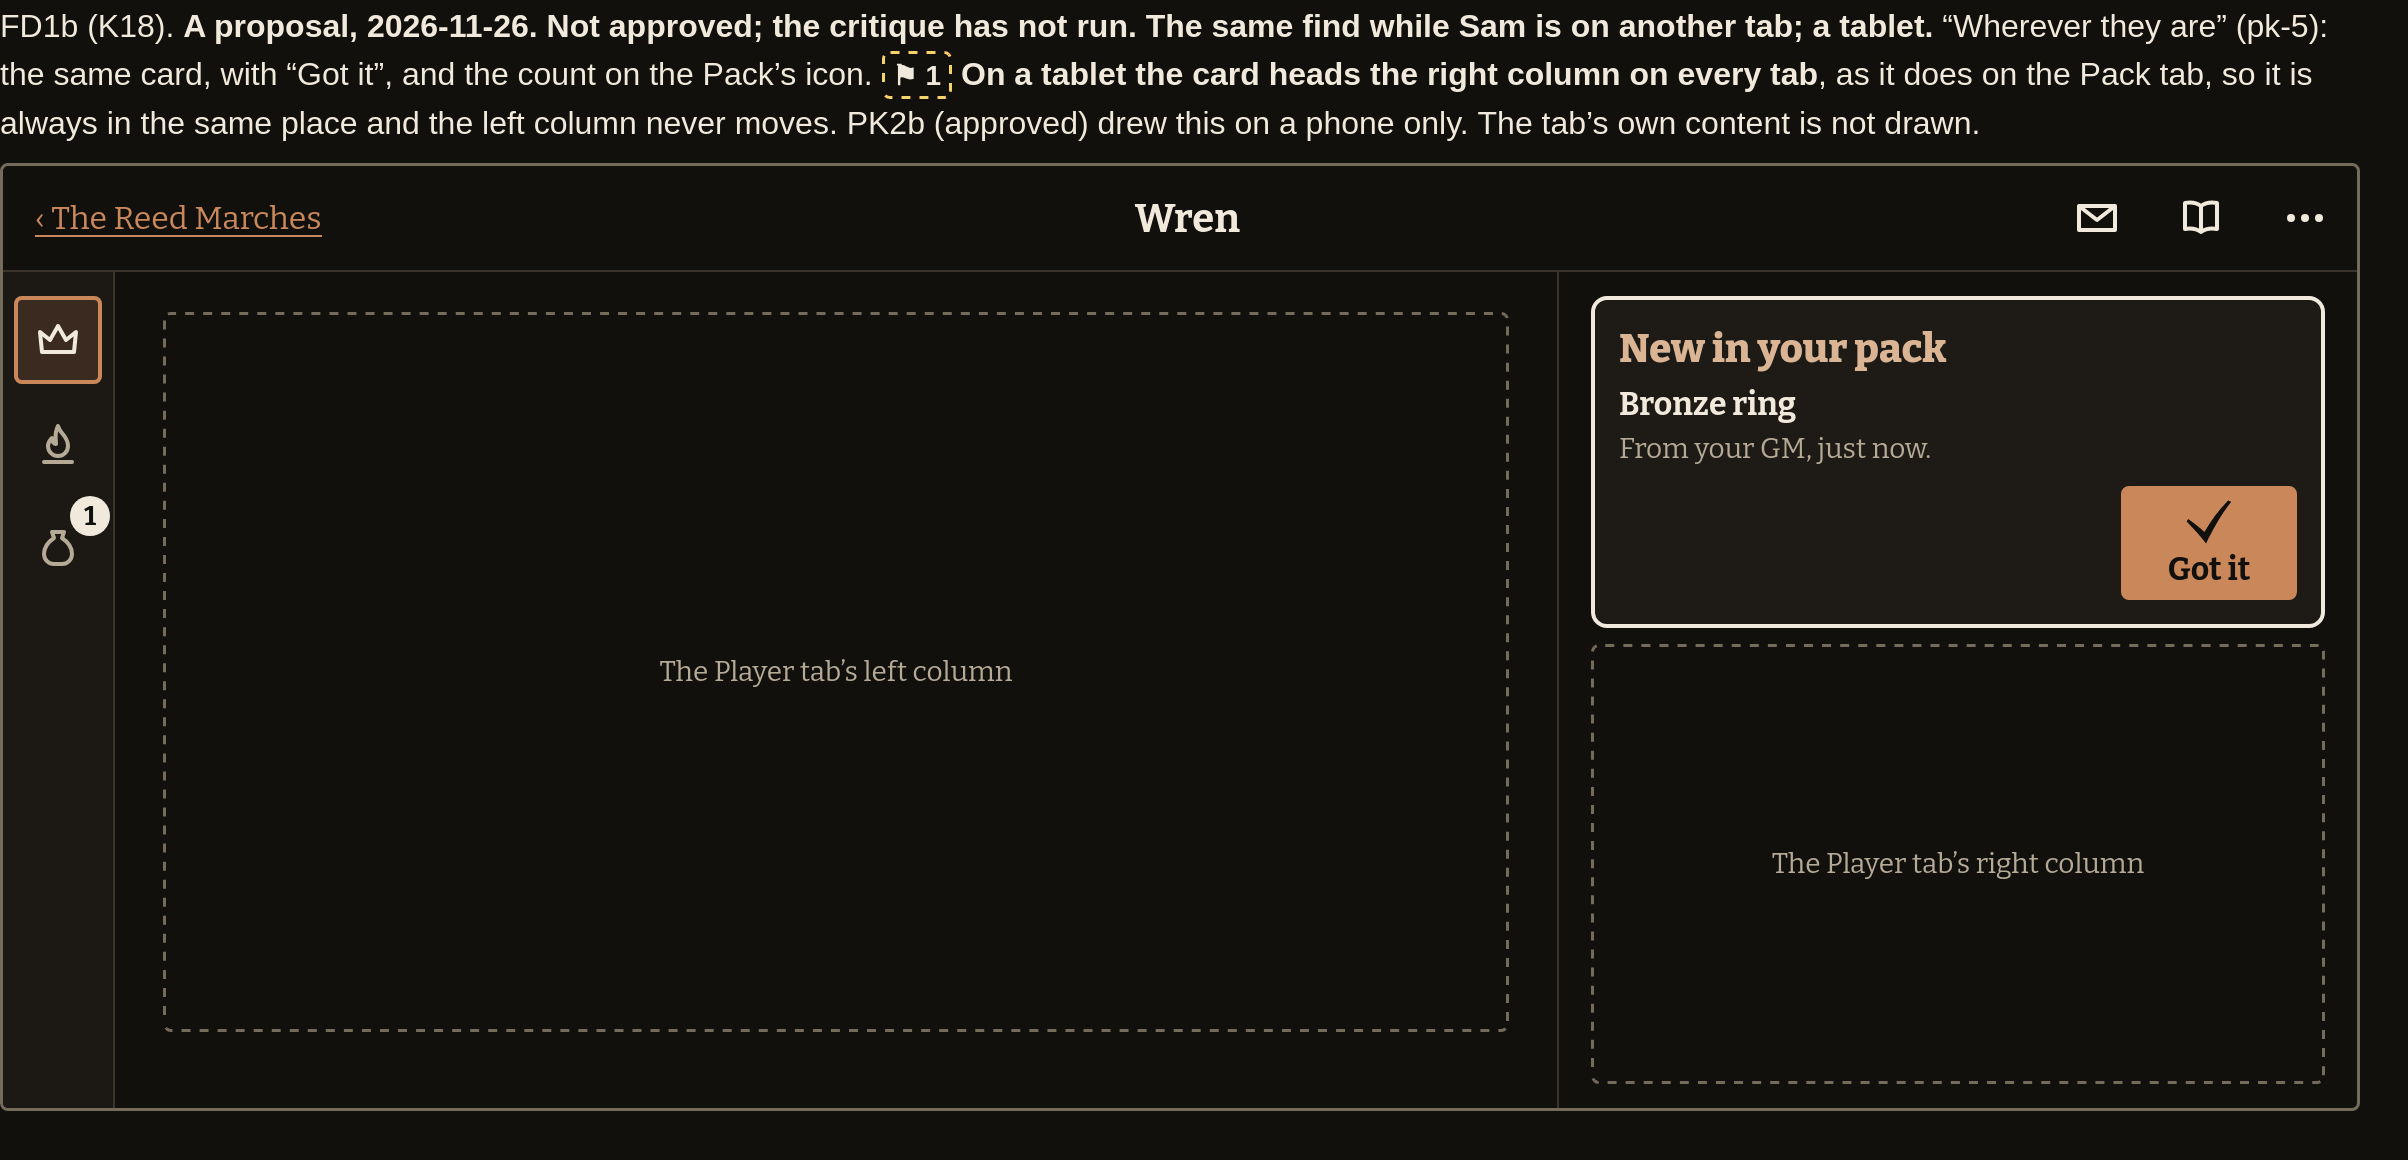 FD1b (K18). A proposal, 2026-11-26. Not approved; the critique has not run. The same find while Sam is on another tab; a tablet. “Wherever they are” (pk-5):
the same card, with “Got it”, and the count on the Pack’s icon. ⚑ 1 On a tablet the card heads the right column on every tab, as it does on the Pack tab, so it is
always in the same place and the left column never moves. PK2b (approved) drew this on a phone only. The tab’s own content is not drawn.
‹ The Reed Marches
Wren
1
The Player tab’s left column
New in your pack
Bronze ring
From your GM, just now.
Got it
The Player tab’s right column